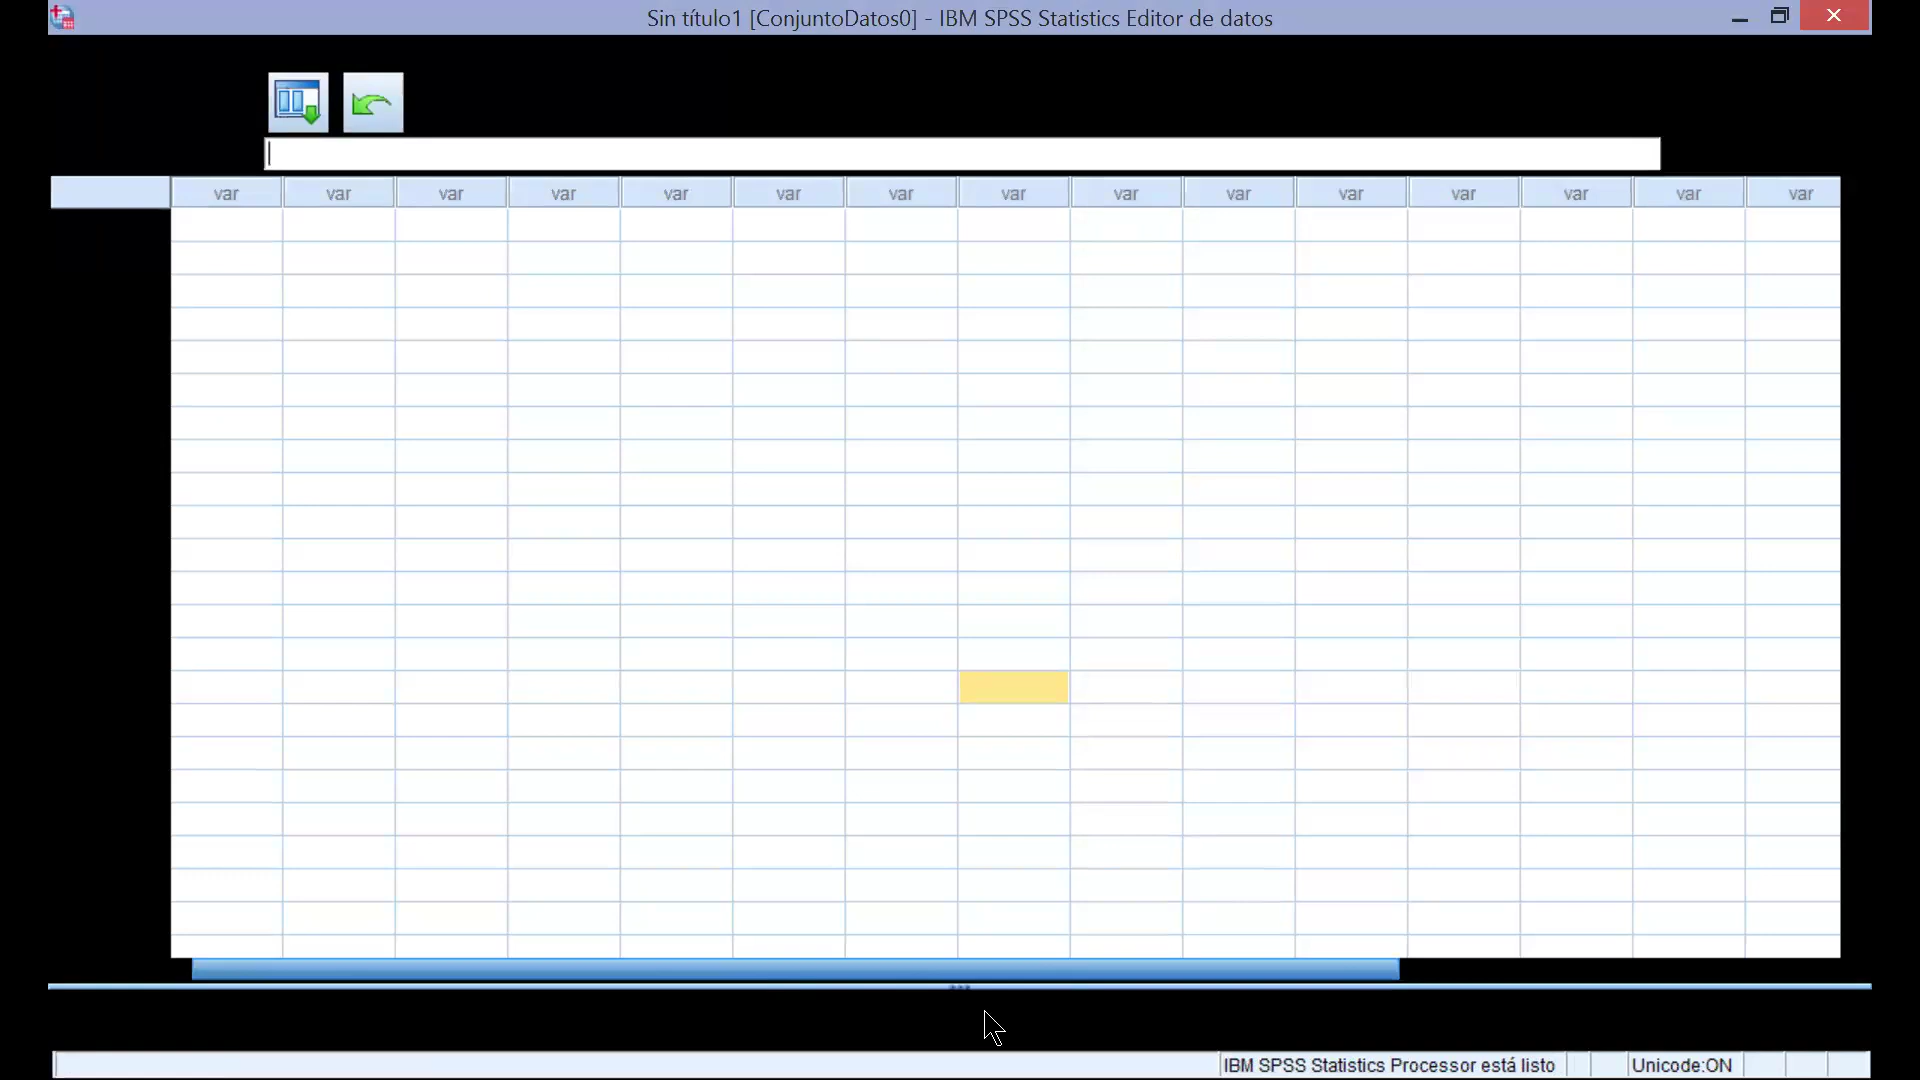 Sin título1 [ConjuntoDatos0] - IBM SPSS Statistics Editor de datos
var var var var var var var var var var var var var var var
IBM SPSS Statistics Processor está listo Unicode:ON